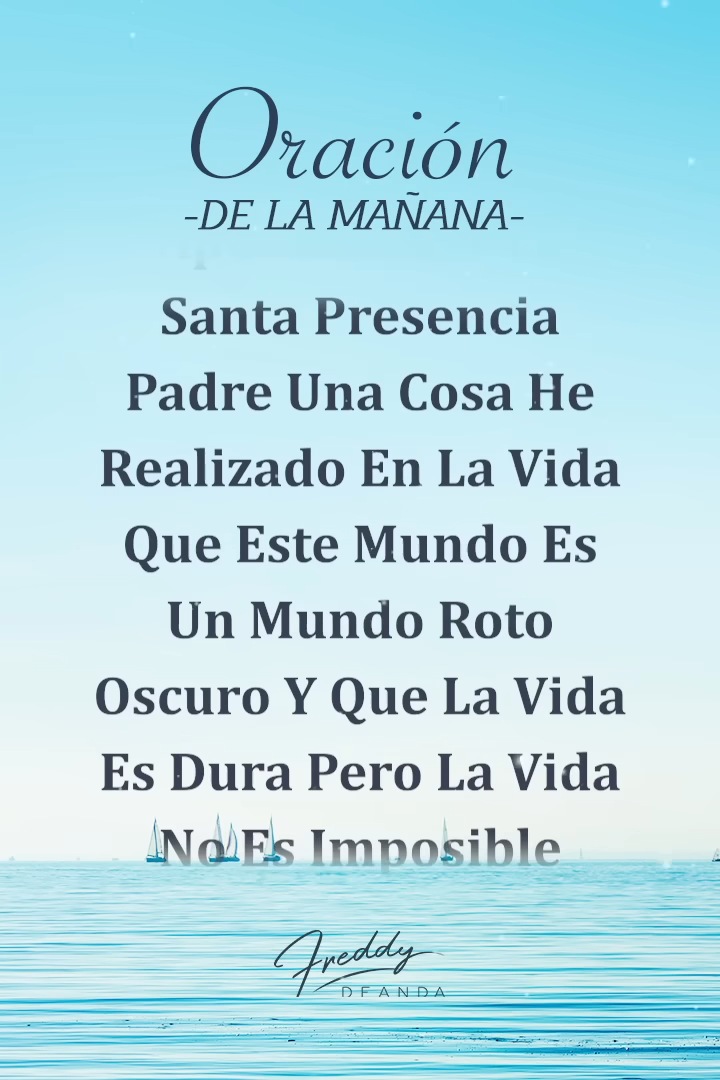 Oración
-DE LA MAÑANA-
Santa Presencia
Padre Una Cosa He
Realizado En La Vida
Que Este Mundo Es
Un Mundo Roto
Oscuro Y Que La Vida
Es Dura Pero La Vida
No Es Imposible
Freddy
DEANDA